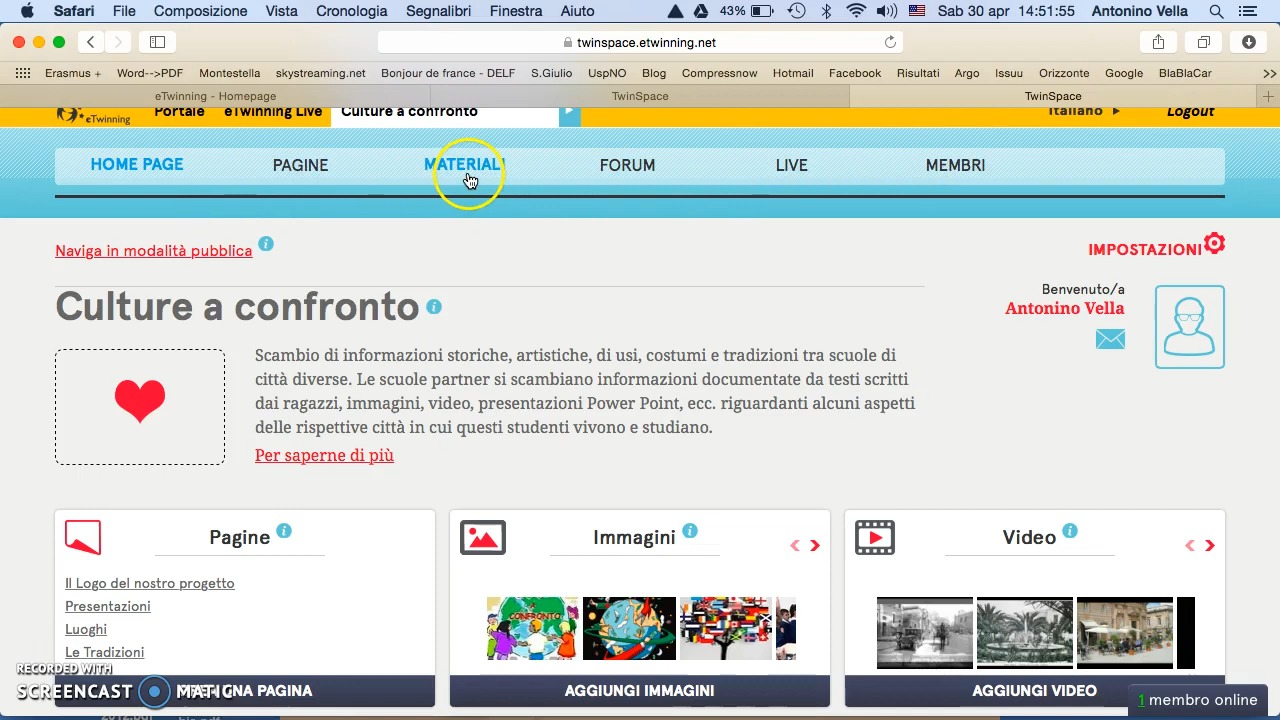 Safari File Composizione Vista Cronologia Segnalibri Finestra Aiuto 43% Sab 30 apr 14:51:55 Antonino Vella
twinspace.etwinning.net
Erasmus + Word-->PDF Montestella skystreaming.net Bonjour de france - DELF S.Giulio UspNO Blog Compressnow Hotmail Facebook Risultati Argo Issuu Orizzonte Google BlaBlaCar >>
eTwinning - Homepage TwinSpace TwinSpace
eTwinning Portale eTwinning Live Culture a confronto Italiano Logout
HOME PAGE PAGINE MATERIALI FORUM LIVE MEMBRI
Naviga in modalità pubblica
IMPOSTAZIONI
Culture a confronto
Benvenuto/a
Antonino Vella
Scambio di informazioni storiche, artistiche, di usi, costumi e tradizioni tra scuole di
città diverse. Le scuole partner si scambiano informazioni documentate da testi scritti
dai ragazzi, immagini, video, presentazioni Power Point, ecc. riguardanti alcuni aspetti
delle rispettive città in cui questi studenti vivono e studiano.
Per saperne di più
Pagine
Il Logo del nostro progetto
Presentazioni
Luoghi
Le Tradizioni
Immagini
CONFRONTO
AGGIUNGI IMMAGINI
Video
AGGIUNGI VIDEO
RECORDED WITH
SCREENCAST MATIC
UNA PAGINA
1 membro online